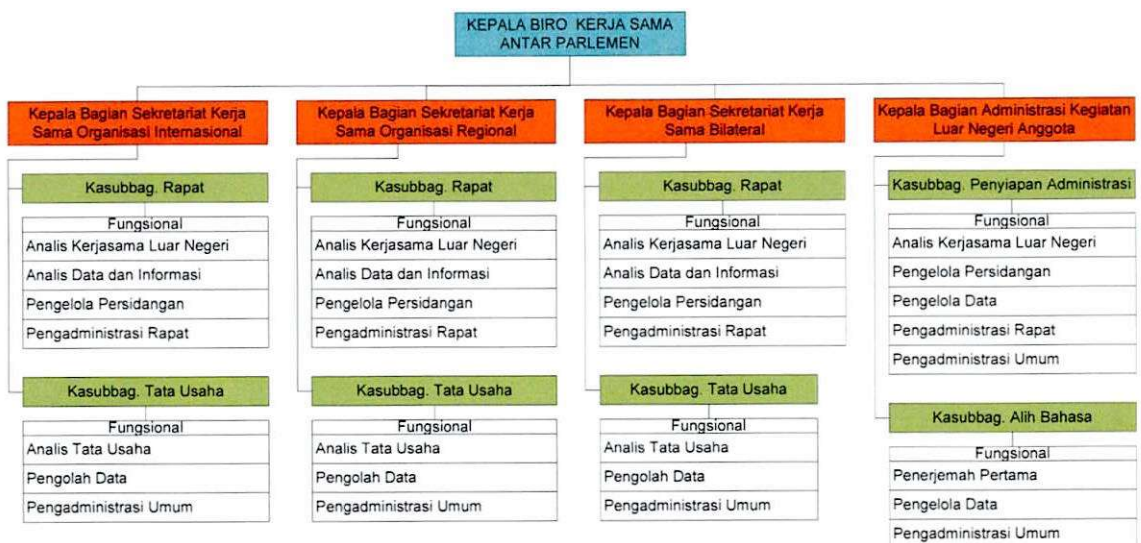 KEPALA BIRO KERJA SAMA
ANTAR PARLEMEN
Kepala Bagian Sekretariat Kerja
Sama Organisasi Internasional
Kasubbag. Rapat
Fungsional
Analis Kerjasama Luar Negeri
Analis Data dan Informasi
Pengelola Persidangan
Pengadministrasi Rapat
Kasubbag. Tata Usaha
Fungsional
Analis Tata Usaha
Pengolah Data
Pengadministrasi Umum
Kepala Bagian Sekretariat Kerja
Sama Organisasi Regional
Kasubbag. Rapat
Fungsional
Analis Kerjasama Luar Negeri
Analis Data dan Informasi
Pengelola Persidangan
Pengadministrasi Rapat
Kasubbag. Tata Usaha
Fungsional
Analis Tata Usaha
Pengolah Data
Pengadministrasi Umum
Kepala Bagian Sekretariat Kerja
Sama Bilateral
Kasubbag. Rapat
Fungsional
Analis Kerjasama Luar Negeri
Analis Data dan Informasi
Pengelola Persidangan
Pengadministrasi Rapat
Kasubbag. Tata Usaha
Fungsional
Analis Tata Usaha
Pengolah Data
Pengadministrasi Umum
Kepala Bagian Administrasi Kegiatan
Luar Negeri Anggota
Kasubbag. Penyiapan Administrasi
Fungsional
Analis Kerjasama Luar Negeri
Pengelola Persidangan
Pengelola Data
Pengadministrasi Rapat
Pengadministrasi Umum
Kasubbag. Alih Bahasa
Fungsional
Penerjemah Pertama
Pengelola Data
Pengadministrasi Umum